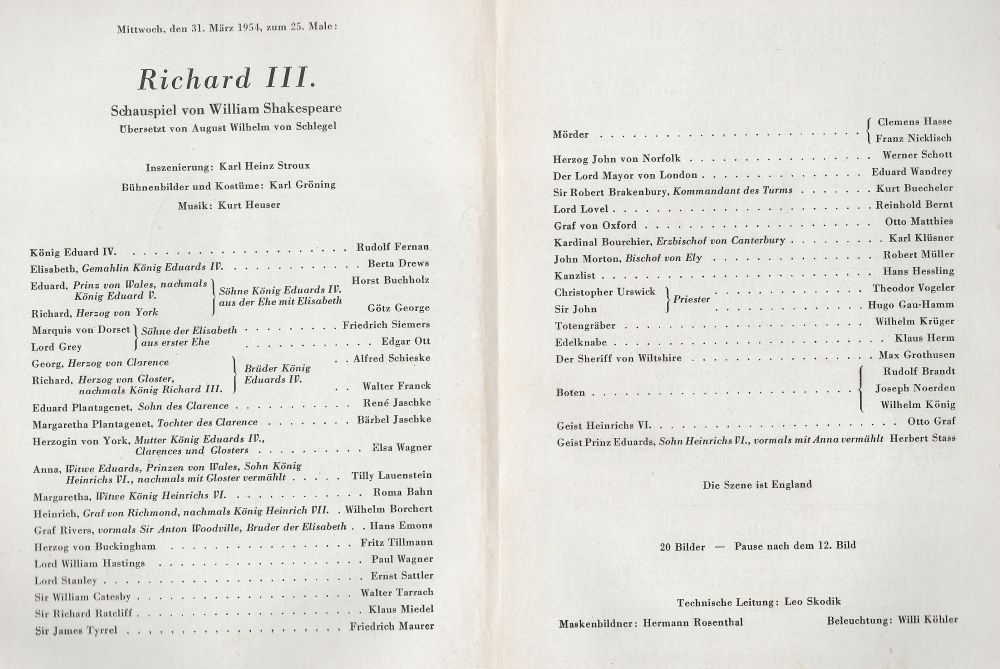 Mittwoch, den 31. März 1954, zum 25. Male:
Richard III.
Schauspiel von William Shakespeare
Übersetzt von August Wilhelm von Schlegel
Inszenierung: Karl Heinz Stroux
Bühnenbilder und Kostüme: Karl Gröning
Musik: Kurt Heuser
König Eduard IV. . . . . . . . . . . . . . . . . . Rudolf Fernau
Elisabeth, Gemahlin König Eduards IV. . . . . . . . . . . Berta Drews
Eduard, Prinz von Wales, nachmals König Eduard V. } Söhne König Eduards IV. aus der Ehe mit Elisabeth Horst Buchholz
Richard, Herzog von York Götz George
Marquis von Dorset } Söhne der Elisabeth aus erster Ehe . . . . . . . . Friedrich Siemers
Lord Grey . . . . . . . . . . . Edgar Ott
Georg, Herzog von Clarence } Brüder König Eduards IV. . . Alfred Schieske
Richard, Herzog von Gloster,
nachmals König Richard III. . . Walter Franck
Eduard Plantagenet, Sohn des Clarence . . . . . . . . . . René Jaschke
Margaretha Plantagenet, Tochter des Clarence . . . . . . . . Bärbel Jaschke
Herzogin von York, Mutter König Eduards IV.,
Clarences und Glosters . . . . . . . . . . Elsa Wagner
Anna, Witwe Eduards, Prinzen von Wales, Sohn König
Heinrichs VI., nachmals mit Gloster vermählt . . . . . Tilly Lauenstein
Margaretha, Witwe König Heinrichs VI. . . . . . . . . . . Roma Bahn
Heinrich, Graf von Richmond, nachmals König Heinrich VII. . Wilhelm Borchert
Graf Rivers, vormals Sir Anton Woodville, Bruder der Elisabeth . . Hans Emons
Herzog von Buckingham . . . . . . . . . . . . . . Fritz Tillmann
Lord William Hastings . . . . . . . . . . . . . . . Paul Wagner
Lord Stanley . . . . . . . . . . . . . . . . . . . Ernst Sattler
Sir William Catesby . . . . . . . . . . . . . . . . Walter Tarrach
Sir Richard Ratcliff . . . . . . . . . . . . . . . . Klaus Miedel
Sir James Tyrrel . . . . . . . . . . . . . . . . . Friedrich Maurer
Mörder . . . . . . . . . . . . . . . . . . { Clemens Hasse
Franz Nicklisch
Herzog John von Norfolk . . . . . . . . . . . . . . Werner Schott
Der Lord Mayor von London . . . . . . . . . . . . . Eduard Wandrey
Sir Robert Brakenbury, Kommandant des Turms . . . . . . Kurt Buecheler
Lord Lovel . . . . . . . . . . . . . . . . . . . Reinhold Bernt
Graf von Oxford . . . . . . . . . . . . . . . . . Otto Matthies
Kardinal Bourchier, Erzbischof von Canterbury . . . . . . . Karl Klüsner
John Morton, Bischof von Ely . . . . . . . . . . . . Robert Müller
Kanzlist . . . . . . . . . . . . . . . . . . . . Hans Hessling
Christopher Urswick } Priester . . . . . . . . . . . Theodor Vogeler
Sir John . . . . . . . . . . . Hugo Gau-Hamm
Totengräber . . . . . . . . . . . . . . . . . . Wilhelm Krüger
Edelknabe . . . . . . . . . . . . . . . . . . . Klaus Herm
Der Sheriff von Wiltshire . . . . . . . . . . . . . . Max Grothusen
Rudolf Brandt
Boten . . . . . . . . . . . . . . . . . . { Joseph Noerden
Wilhelm König
Geist Heinrichs VI. . . . . . . . . . . . . . . . . Otto Graf
Geist Prinz Eduards, Sohn Heinrichs VI., vormals mit Anna vermählt Herbert Stass
Die Szene ist England
20 Bilder — Pause nach dem 12. Bild
Technische Leitung: Leo Skodik
Maskenbildner: Hermann Rosenthal Beleuchtung: Willi Köhler